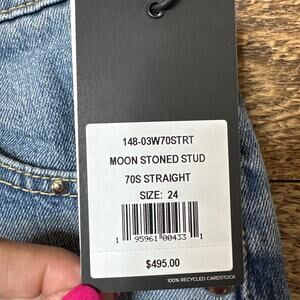 148-03W70STRT
MOON STONED STUD
70S STRAIGHT
SIZE: 24
1 95961 00433 1
$495.00
100% RECYCLED CARDSTOCK